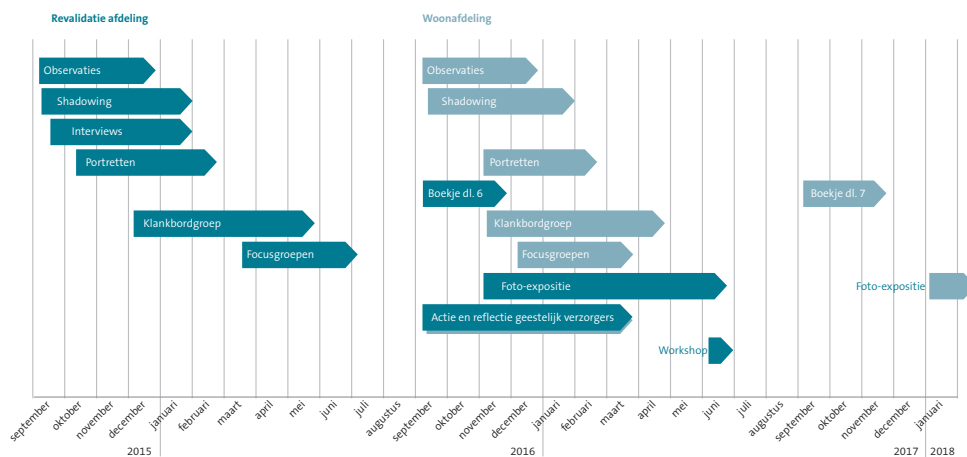 Revalidatie afdeling
Woonafdeling
Observaties
Observaties
Shadowing
Shadowing
Interviews
Portretten
Portretten
Boekje dl. 6
Boekje dl. 7
Klankbordgroep
Klankbordgroep
Focusgroepen
Focusgroepen
Foto-expositie
Foto-expositie
Actie en reflectie geestelijk verzorgers
Workshop
september
oktober
november
december
januari
februari
maart
april
mei
juni
juli
augustus
september
oktober
november
december
januari
februari
maart
april
mei
juni
juli
augustus
september
oktober
november
december
januari
2015
2016
2017
2018